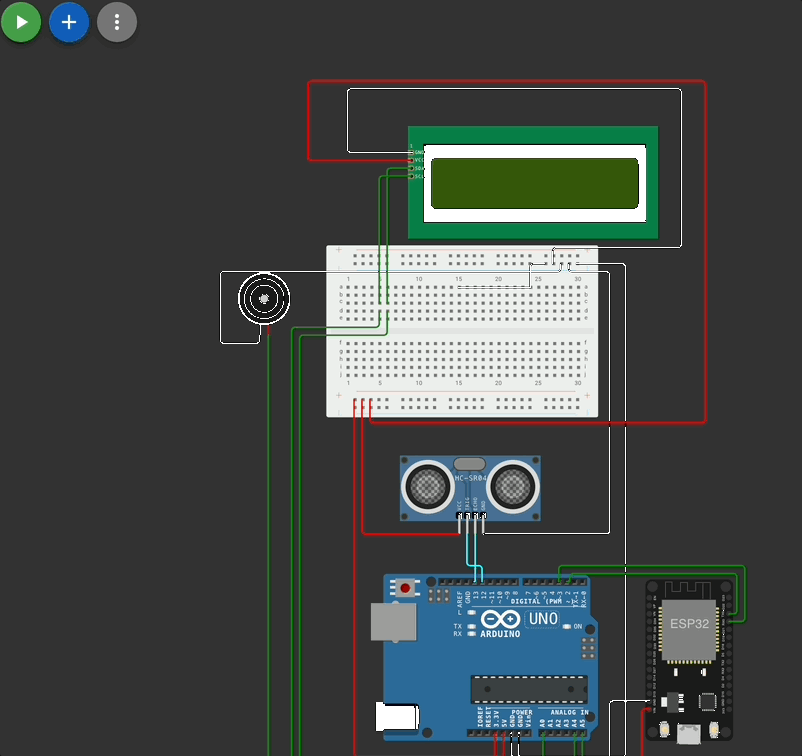 1
GND
VCC
SDA
SCL
1 5 10 15 20 25 30
a
b
c
d
e
f
g
h
i
j
1 5 10 15 20 25 30
HC-SR04
VCC
TRIG
ECHO
GND
AREF
GND
13
12
~11
~10
~9
8
7
~6
~5
4
~3
2
TX→1
RX←0
DIGITAL (PWM ~)
L
TX
RX
UNO
ON
ARDUINO
ESP32
IOREF
RESET
3.3V
5V
GND
GND
Vin
POWER
ANALOG IN
A0
A1
A2
A3
A4
A5